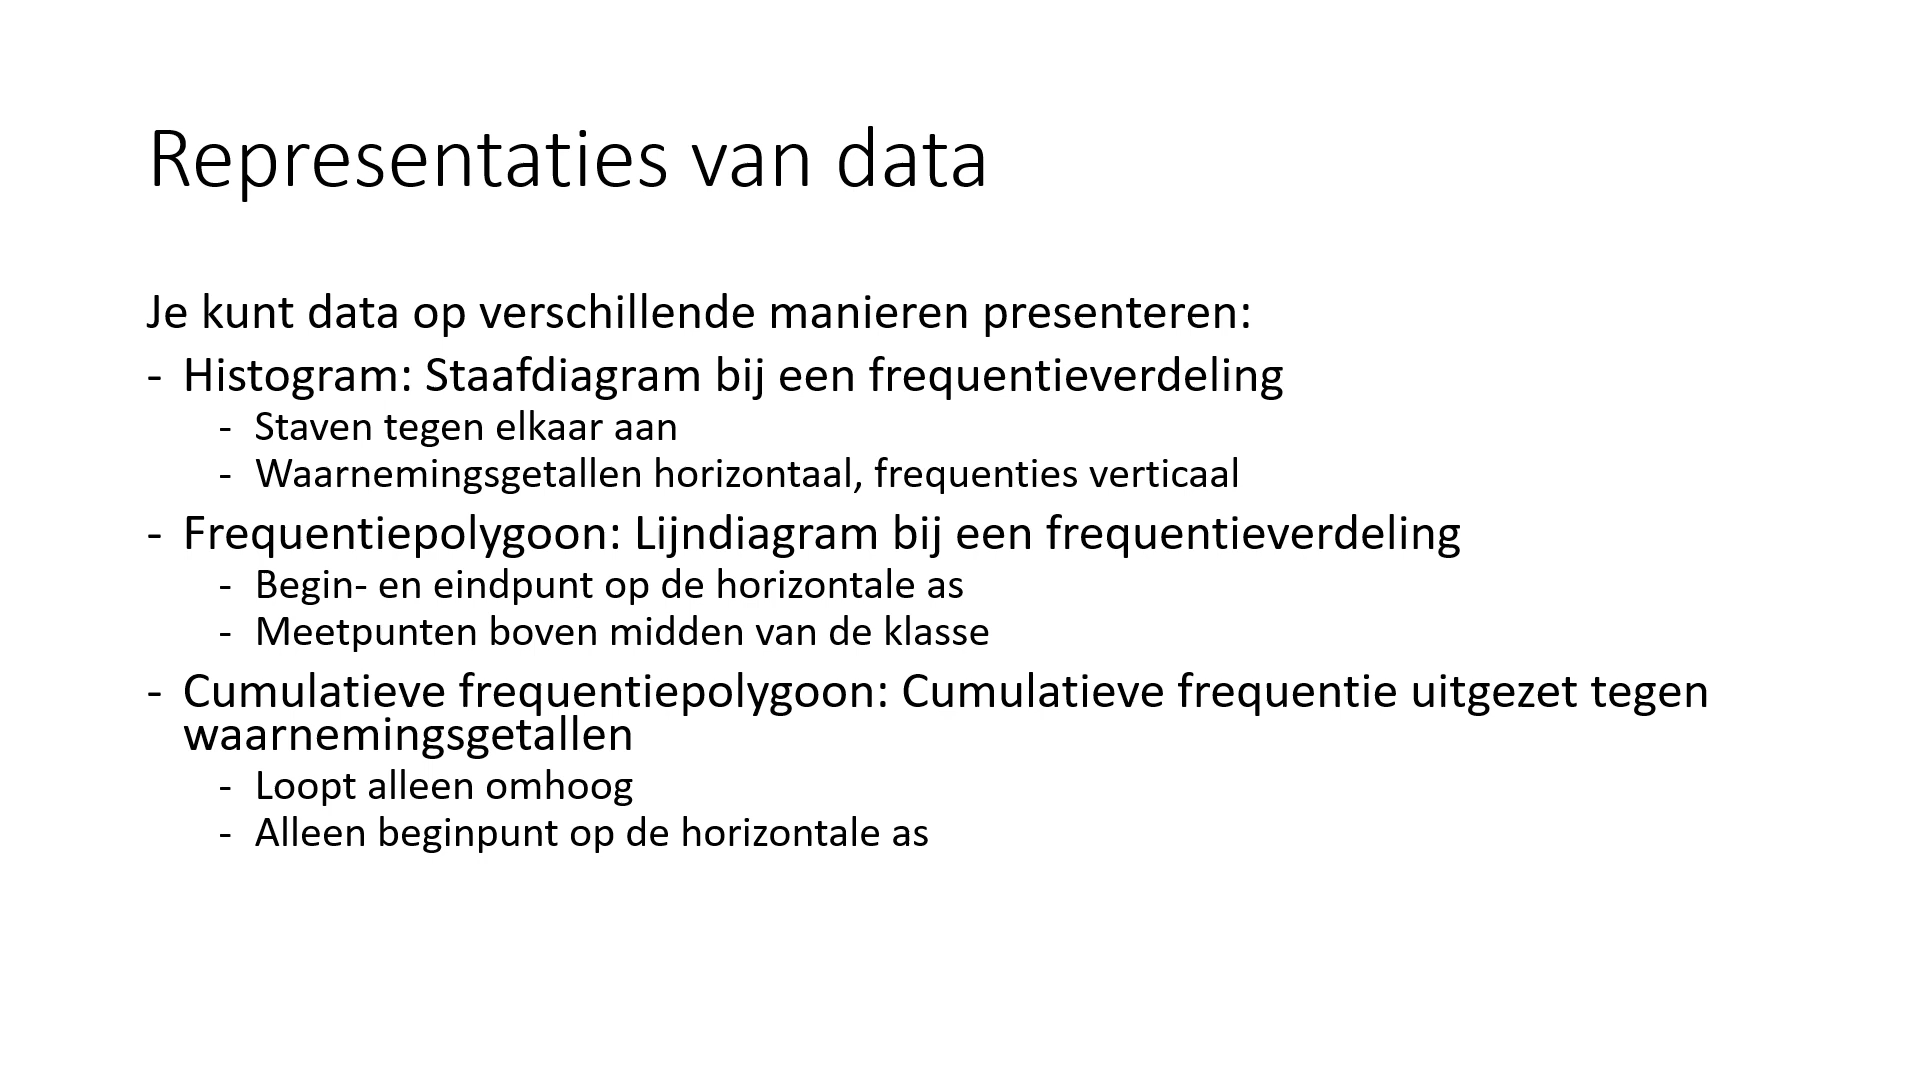 Representaties van data
Je kunt data op verschillende manieren presenteren:
- Histogram: Staafdiagram bij een frequentieverdeling
- Staven tegen elkaar aan
- Waarnemingsgetallen horizontaal, frequenties verticaal
- Frequentiepolygoon: Lijndiagram bij een frequentieverdeling
- Begin- en eindpunt op de horizontale as
- Meetpunten boven midden van de klasse
- Cumulatieve frequentiepolygoon: Cumulatieve frequentie uitgezet tegen
waarnemingsgetallen
- Loopt alleen omhoog
- Alleen beginpunt op de horizontale as